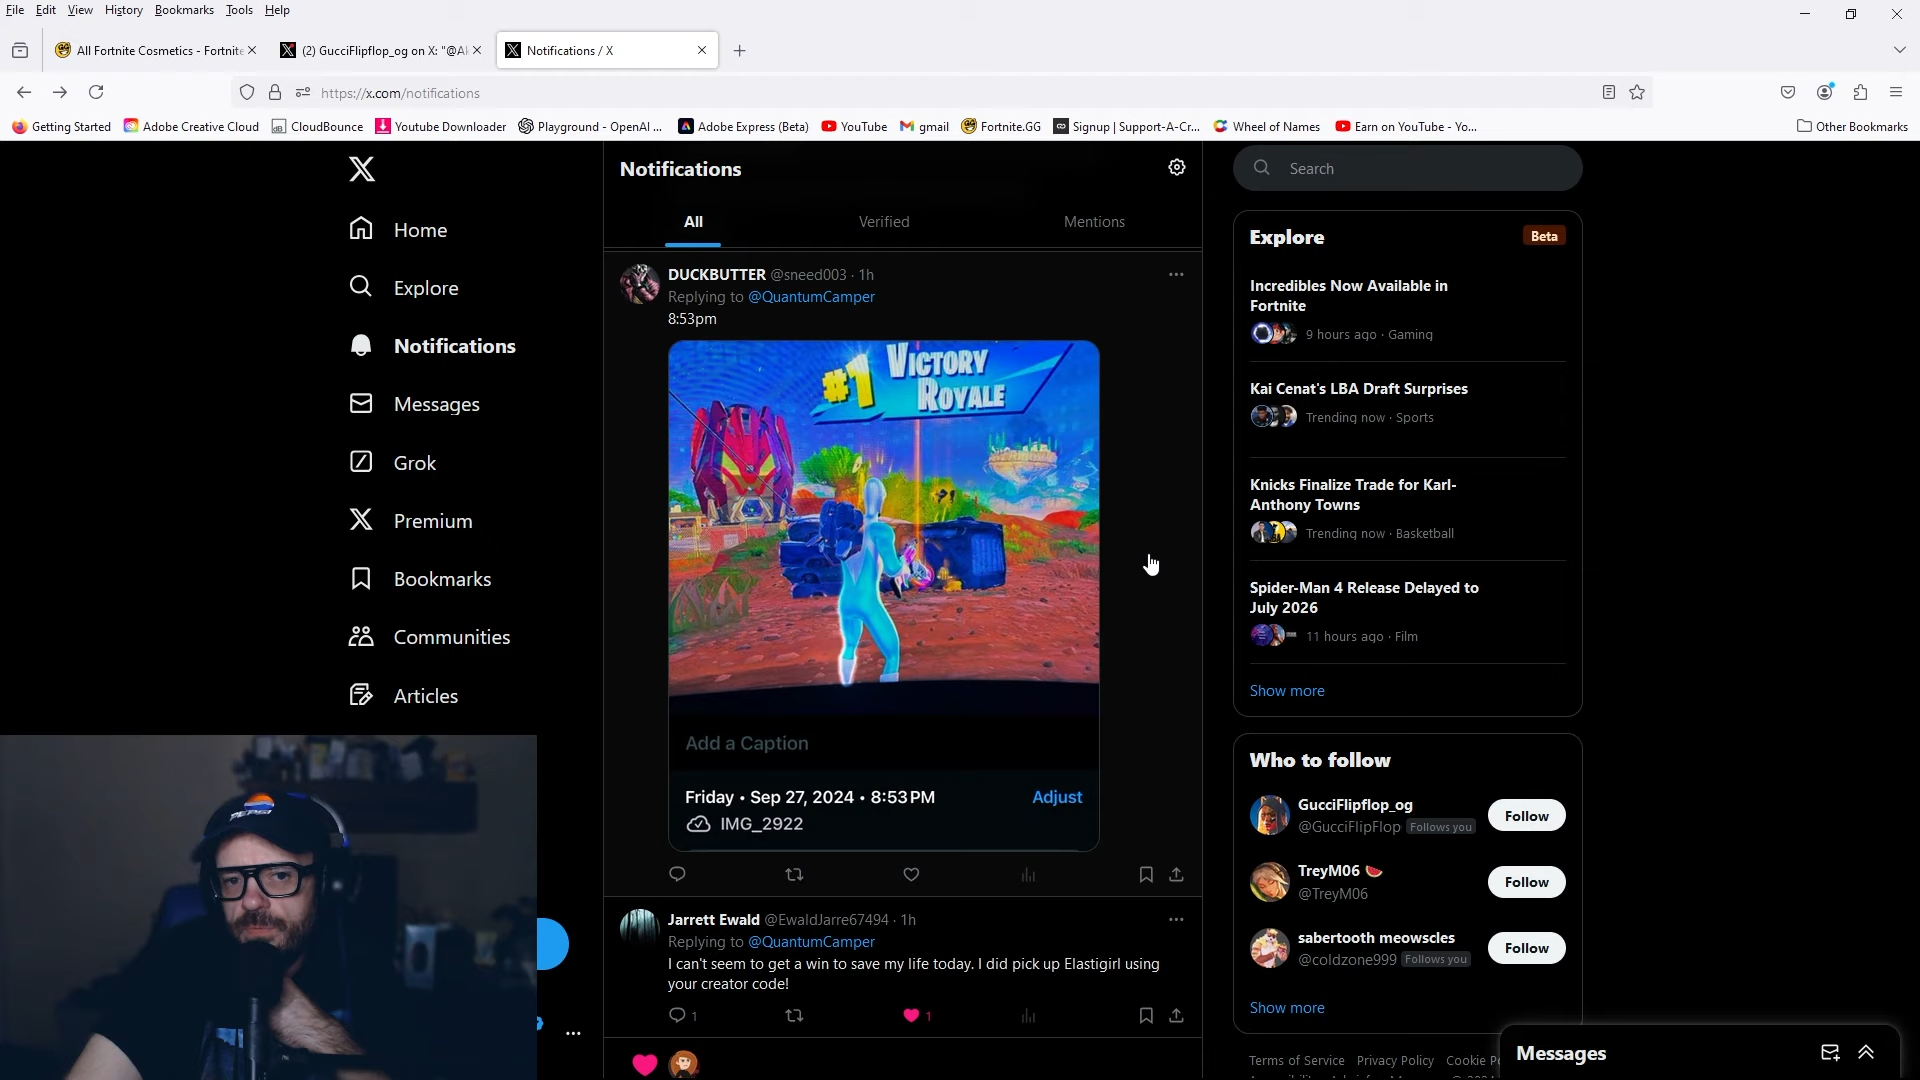 File Edit View History Bookmarks Tools Help
All Fortnite Cosmetics - Fortnite
(2) GucciFlipflop_og on X: "@Al
Notifications / X
https://x.com/notifications
Getting Started
Adobe Creative Cloud
CloudBounce
Youtube Downloader
Playground - OpenAI ...
Adobe Express (Beta)
YouTube
gmail
Fortnite.GG
Signup | Support-A-Cr...
Wheel of Names
Earn on YouTube - Yo...
Other Bookmarks
Home
Explore
Notifications
Messages
Grok
Premium
Bookmarks
Communities
Articles
Notifications
All
Verified
Mentions
DUCKBUTTER @sneed003 · 1h
Replying to @QuantumCamper
8:53pm
#1 VICTORY
ROYALE
Add a Caption
Friday • Sep 27, 2024 • 8:53 PM
Adjust
IMG_2922
Jarrett Ewald @EwaldJarre67494 · 1h
Replying to @QuantumCamper
I can't seem to get a win to save my life today. I did pick up Elastigirl using
your creator code!
1
1
Search
Explore
Beta
Incredibles Now Available in
Fortnite
9 hours ago · Gaming
Kai Cenat's LBA Draft Surprises
Trending now · Sports
Knicks Finalize Trade for Karl-
Anthony Towns
Trending now · Basketball
Spider-Man 4 Release Delayed to
July 2026
11 hours ago · Film
Show more
Who to follow
GucciFlipflop_og
@GucciFlipFlop Follows you
Follow
TreyM06
@TreyM06
Follow
sabertooth meowscles
@coldzone999 Follows you
Follow
Show more
Terms of Service Privacy Policy Cookie
Messages
PEPSI